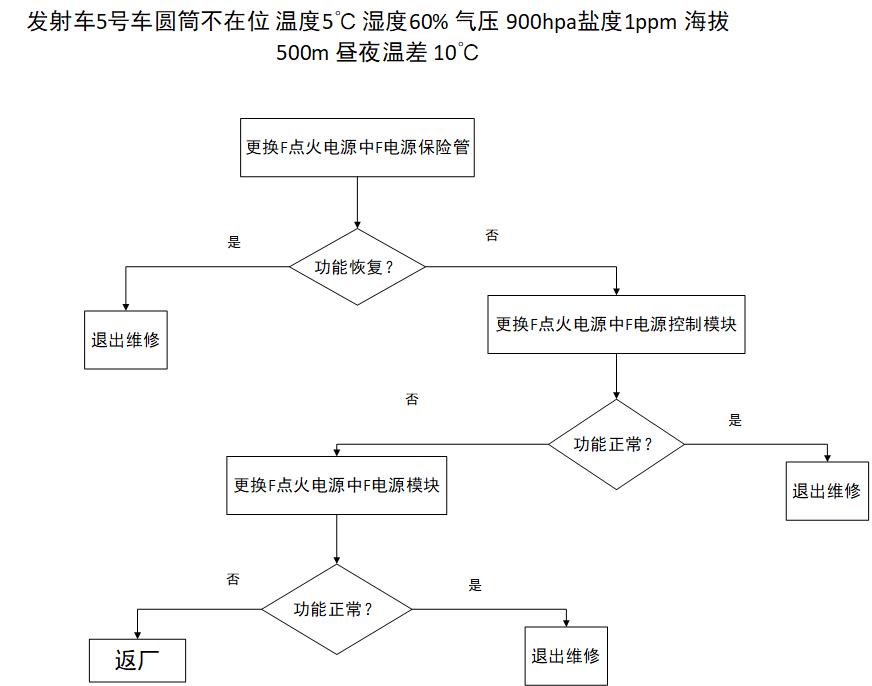 发射车5号车圆筒不在位 温度5℃ 湿度60% 气压 900hpa盐度1ppm 海拔
500m 昼夜温差 10℃
更换F点火电源中F电源保险管
是
否
功能恢复?
退出维修
更换F点火电源中F电源控制模块
否
是
功能正常?
更换F点火电源中F电源模块
退出维修
否
是
功能正常?
返厂
退出维修